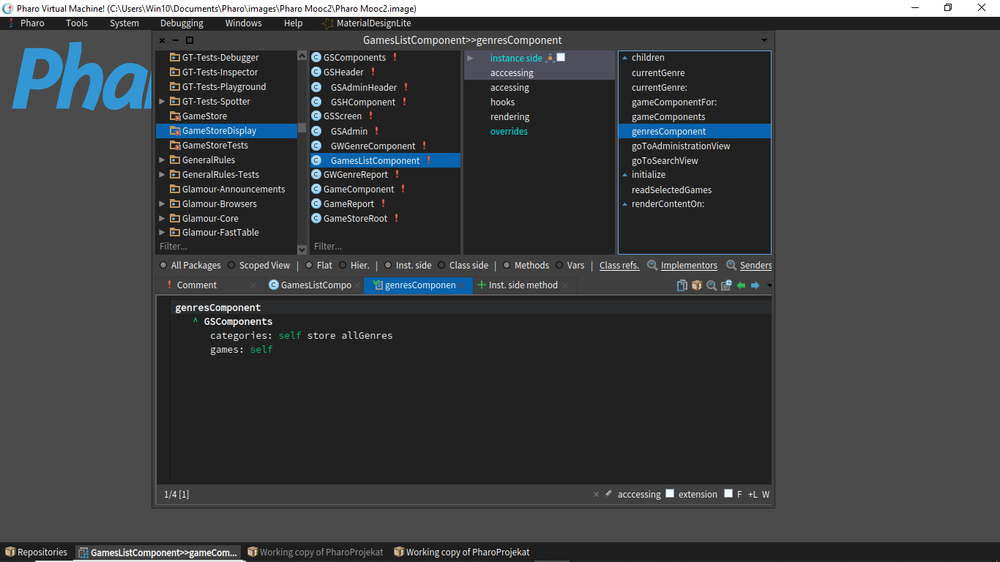 Pharo Virtual Machine! (C:\Users\Win10\Documents\Pharo\images\Pharo Mooc2\Pharo Mooc2.image)
Pharo Tools System Debugging Windows Help MaterialDesignLite
GamesListComponent>>genresComponent
GT-Tests-Debugger
GT-Tests-Inspector
GT-Tests-Playground
GT-Tests-Spotter
GameStore
GameStoreDisplay
GameStoreTests
GeneralRules
GeneralRules-Tests
Glamour-Announcements
Glamour-Browsers
Glamour-Core
Glamour-FastTable
Filter...
GSComponents
GSHeader
GSAdminHeader
GSHComponent
GSScreen
GSAdmin
GWGenreComponent
GamesListComponent
GWGenreReport
GameComponent
GameReport
GameStoreRoot
Filter...
instance side
acccessing
accessing
hooks
rendering
overrides
children
currentGenre
currentGenre:
gameComponentFor:
gameComponents
genresComponent
goToAdministrationView
goToSearchView
initialize
readSelectedGames
renderContentOn:
All Packages Scoped View | Flat Hier. | Inst. side Class side | Methods Vars | Class refs. Implementors Senders
Comment GamesListCompo genresComponen Inst. side method
genresComponent
^ GSComponents
categories: self store allGenres
games: self
1/4 [1] acccessing extension F +L W
Repositories GamesListComponent>>gameCom... Working copy of PharoProjekat Working copy of PharoProjekat